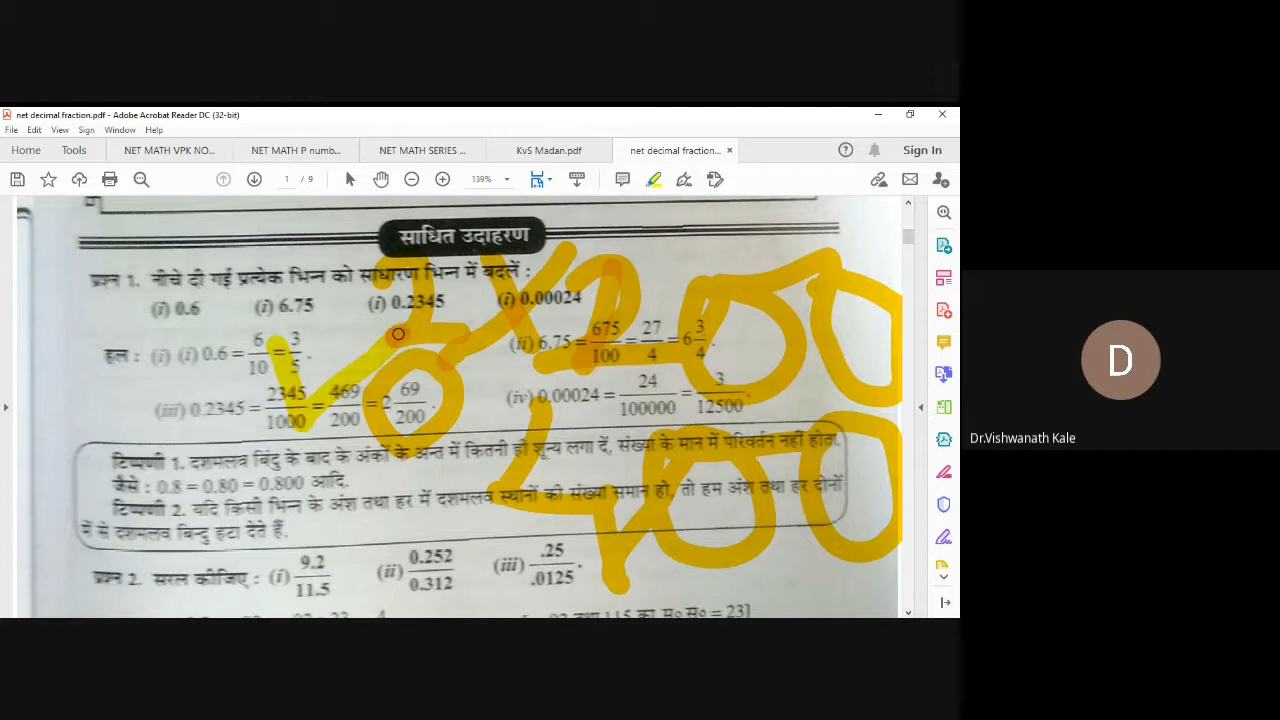 net decimal fraction.pdf - Adobe Acrobat Reader DC (32-bit)
File Edit View Sign Window Help
Home Tools NET MATH VPK NO... NET MATH P numb... NET MATH SERIES ... KvS Madan.pdf net decimal fraction... × Sign In
1 / 9 139%
साधित उदाहरण
प्रश्न 1. नीचे दी गई प्रत्येक भिन्न को साधारण भिन्न में बदलें :
(i) 0.6 (i) 6.75 (i) 0.2345 (i) 0.00024
हल : (i) (i) 0.6 = 6/10 = 3/5 . (ii) 6.75 = 675/100 = 27/4 = 6 3/4 .
(iii) 0.2345 = 2345/1000 = 469/200 = 2 69/200 . (iv) 0.00024 = 24/100000 = 3/12500 .
टिप्पणी 1. दशमलव बिंदु के बाद के अंकों के अन्त में कितनी ही शून्य लगा दें, संख्या के मान में परिवर्तन नहीं होता.
जैसे : 0.8 = 0.80 = 0.800 आदि.
टिप्पणी 2. यदि किसी भिन्न के अंश तथा हर में दशमलव स्थानों की संख्या समान हो, तो हम अंश तथा हर दोनों
में से दशमलव बिन्दु हटा देते हैं.
प्रश्न 2. सरल कीजिए : (i) 9.2/11.5 (ii) 0.252/0.312 (iii) .25/.0125 .
तथा 115 का म० स० = 23]
D
Dr.Vishwanath Kale